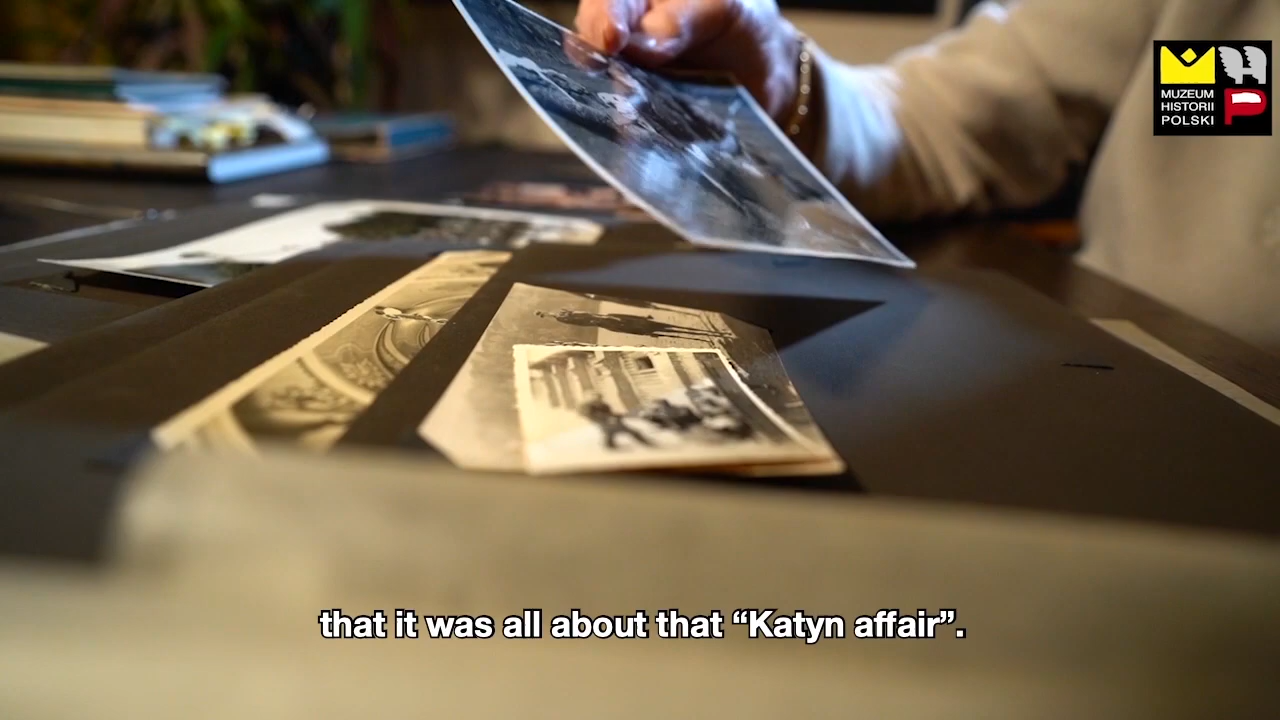 MUZEUM
HISTORII
POLSKI
that it was all about that “Katyn affair”.